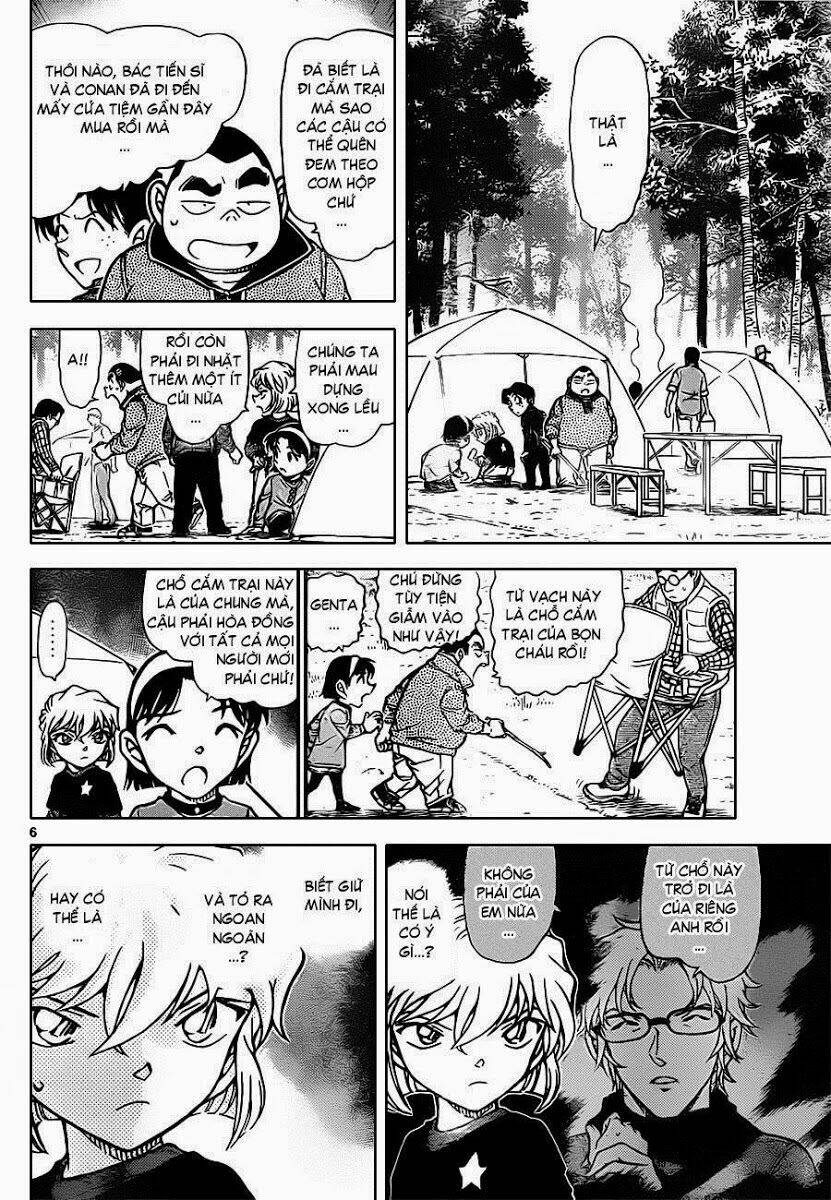 THÔI NÀO, BÁC TIẾN SĨ
VÀ CONAN ĐÃ ĐI ĐẾN
MẤY CỬA TIỆM GẦN ĐÂY
MUA RỒI MÀ
...
ĐÃ BIẾT LÀ
ĐI CẮM TRẠI
MÀ SAO
CÁC CẬU CÓ
THỂ QUÊN
ĐEM THEO
CƠM HỘP
CHỨ
...
THẬT
LÀ
...
A!!
RỒI CÒN
PHẢI ĐI NHẶT
THÊM MỘT ÍT
CỦI NỮA
...
CHÚNG TA
PHẢI MAU
DỰNG
XONG LỀU
...
......
CHỖ CẮM TRẠI NÀY
LÀ CỦA CHUNG MÀ,
CẬU PHẢI HÒA ĐỒNG
VỚI TẤT CẢ MỌI
NGƯỜI MỚI
PHẢI CHỨ!
GENTA
...
CHÚ ĐỪNG
TÙY TIỆN
GIẪM VÀO
NHƯ VẬY!
TỪ VẠCH NÀY
LÀ CHỖ CẮM
TRẠI CỦA BỌN
CHÁU RỒI!
6
HAY CÓ
THỂ LÀ
...
VÀ TỎ RA
NGOAN
NGOÃN
...?
BIẾT GIỮ
MÌNH ĐI,
NÓI
THẾ LÀ
CÓ Ý
GÌ...?
KHÔNG
PHẢI CỦA
EM NỮA
...
TỪ CHỖ NÀY
TRỞ ĐI LÀ
CỦA RIÊNG
ANH RỒI
...